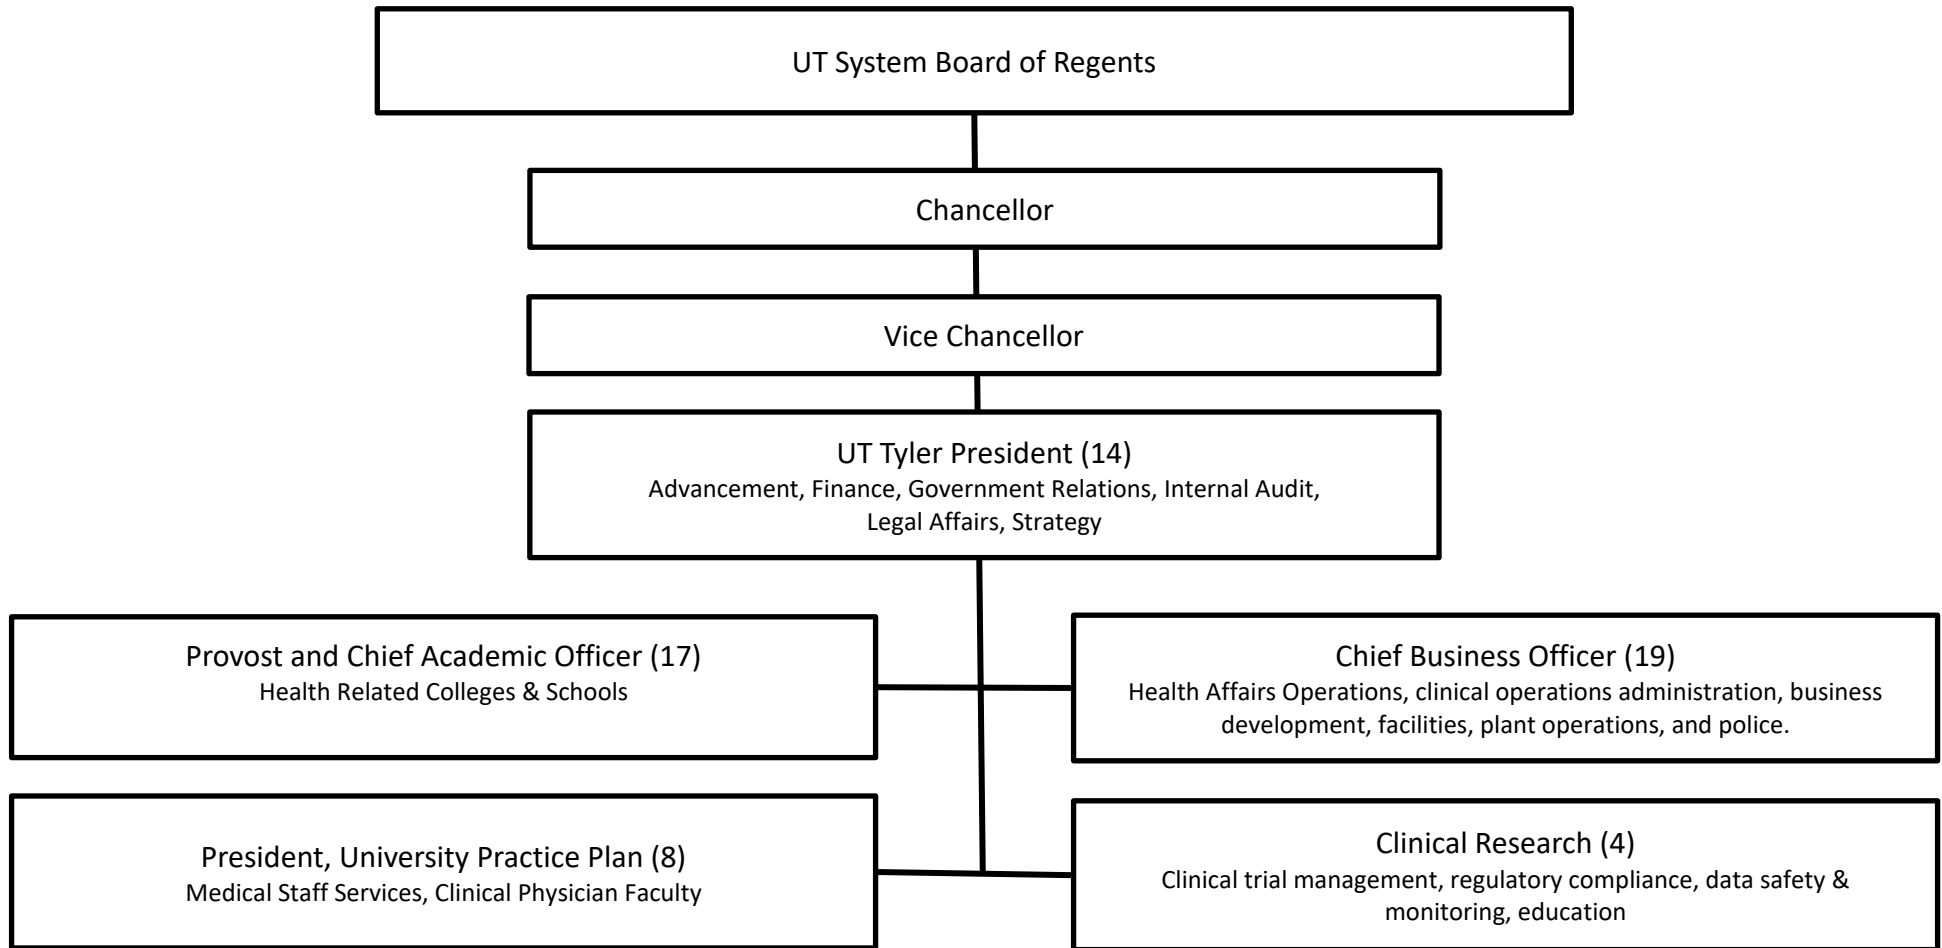 UT System Board of Regents
Chancellor
Vice Chancellor
UT Tyler President (14)
Advancement, Finance, Government Relations, Internal Audit,
Legal Affairs, Strategy
Provost and Chief Academic Officer (17)
Health Related Colleges & Schools
Chief Business Officer (19)
Health Affairs Operations, clinical operations administration, business
development, facilities, plant operations, and police.
President, University Practice Plan (8)
Medical Staff Services, Clinical Physician Faculty
Clinical Research (4)
Clinical trial management, regulatory compliance, data safety &
monitoring, education